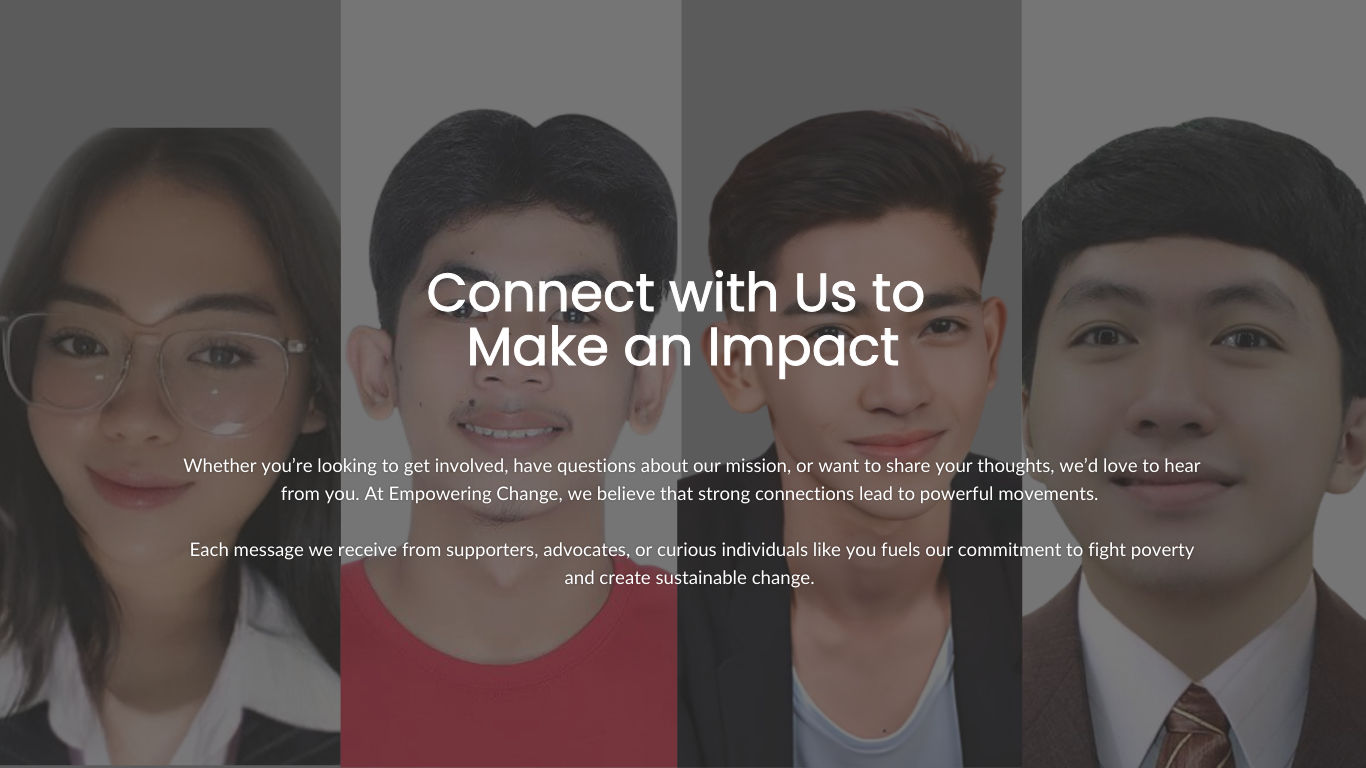 Connect with Us to
Make an Impact
Whether you’re looking to get involved, have questions about our mission, or want to share your thoughts, we’d love to hear
from you. At Empowering Change, we believe that strong connections lead to powerful movements.
Each message we receive from supporters, advocates, or curious individuals like you fuels our commitment to fight poverty
and create sustainable change.